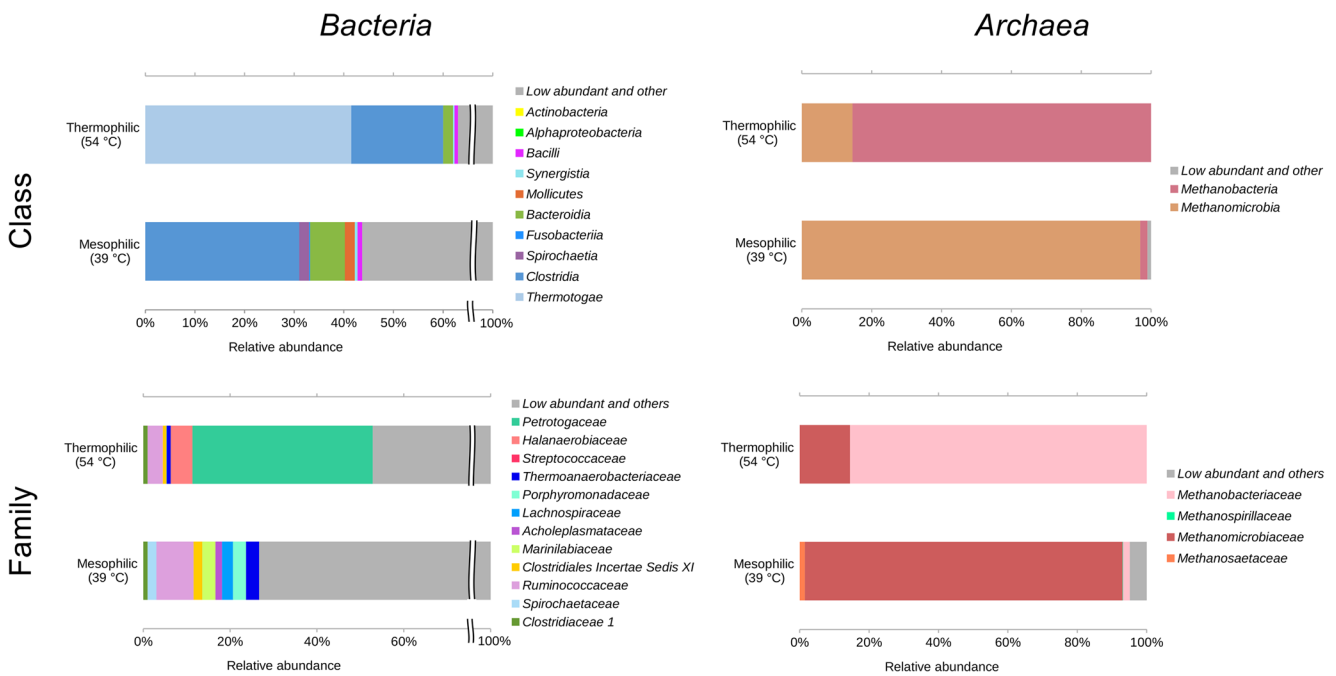 Bacteria
Archaea
Class
Thermophilic
(54 °C)
Mesophilic
(39 °C)
0% 10% 20% 30% 40% 50% 60% 100%
Relative abundance
Low abundant and other
Actinobacteria
Alphaproteobacteria
Bacilli
Synergistia
Mollicutes
Bacteroidia
Fusobacteriia
Spirochaetia
Clostridia
Thermotogae
Thermophilic
(54 °C)
Mesophilic
(39 °C)
0% 20% 40% 60% 80% 100%
Relative abundance
Low abundant and other
Methanobacteria
Methanomicrobia
Family
Thermophilic
(54 °C)
Mesophilic
(39 °C)
0% 20% 40% 60% 100%
Relative abundance
Low abundant and others
Petrotogaceae
Halanaerobiaceae
Streptococcaceae
Thermoanaerobacteriaceae
Porphyromonadaceae
Lachnospiraceae
Acholeplasmataceae
Marinilabiaceae
Clostridiales Incertae Sedis XI
Ruminococcaceae
Spirochaetaceae
Clostridiaceae 1
Thermophilic
(54 °C)
Mesophilic
(39 °C)
0% 20% 40% 60% 80% 100%
Relative abundance
Low abundant and others
Methanobacteriaceae
Methanospirillaceae
Methanomicrobiaceae
Methanosaetaceae